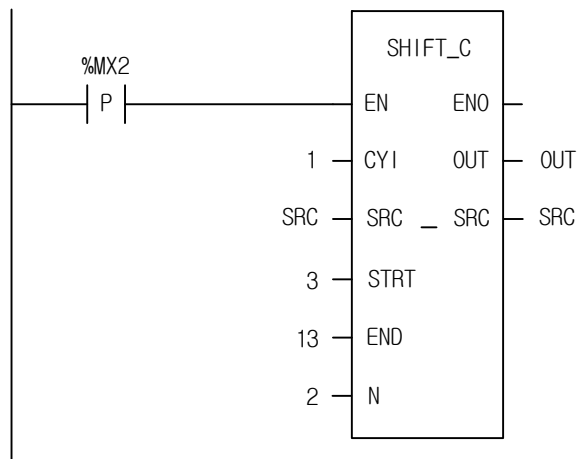 SHIFT_C
%MX2
P EN ENO
1 CYI OUT OUT
SRC SRC _ SRC SRC
3 STRT
13 END
2 N